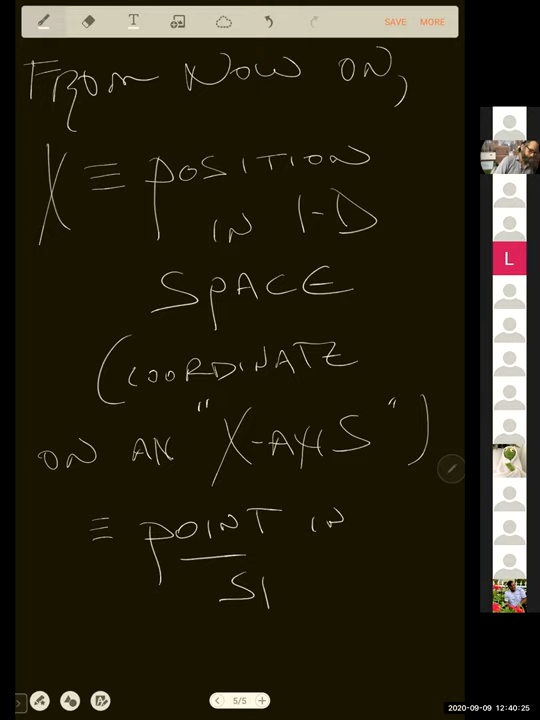 SAVE MORE
FROM NOW ON,
X ≡ POSITION
IN 1-D
SPACE
(COORDINATE
ON AN "X-AXIS")
≡ POINT IN
SP
L
5/5
2020-09-09 12:40:25